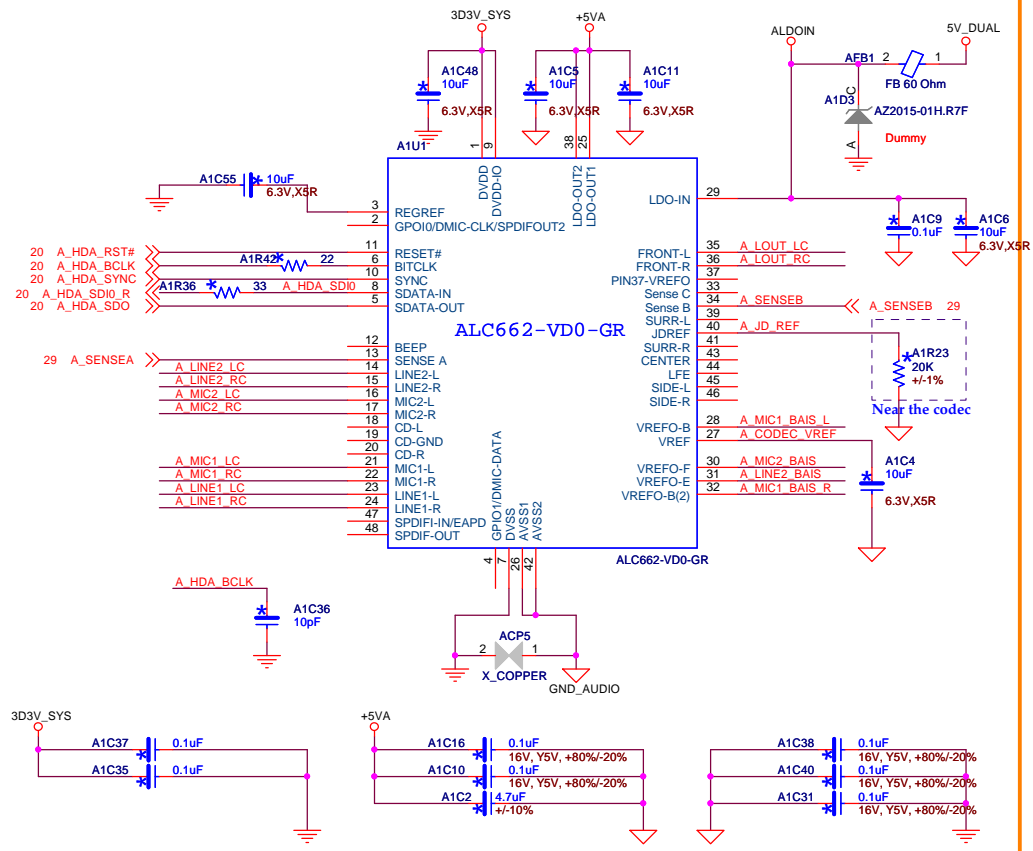 3D3V_SYS
+5VA
ALDOIN
5V_DUAL
AFB1 2 1
FB 60 Ohm
A1C48
10uF
6.3V,X5R
A1C5
10uF
6.3V,X5R
A1C11
10uF
6.3V,X5R
A1D3
C
A
AZ2015-01H.R7F
Dummy
A1U1
1
9
38
25
DVDD
DVDD-IO
LDO-OUT2
LDO-OUT1
A1C55
10uF
6.3V,X5R
3 REGREF
2 GPOI0/DMIC-CLK/SPDIFOUT2
20 A_HDA_RST# 11 RESET#
20 A_HDA_BCLK A1R42 22 6 BITCLK
20 A_HDA_SYNC 10 SYNC
20 A_HDA_SDI0_R A1R36 33 A_HDA_SDI0 8 SDATA-IN
20 A_HDA_SDO 5 SDATA-OUT
12 BEEP
29 A_SENSEA 13 SENSE A
A_LINE2_LC 14 LINE2-L
A_LINE2_RC 15 LINE2-R
A_MIC2_LC 16 MIC2-L
A_MIC2_RC 17 MIC2-R
18 CD-L
19 CD-GND
20 CD-R
A_MIC1_LC 21 MIC1-L
A_MIC1_RC 22 MIC1-R
A_LINE1_LC 23 LINE1-L
A_LINE1_RC 24 LINE1-R
47 SPDIFI-IN/EAPD
48 SPDIF-OUT
ALC662-VD0-GR
LDO-IN 29
A1C9
0.1uF
A1C6
10uF
6.3V,X5R
FRONT-L 35 A_LOUT_LC
FRONT-R 36 A_LOUT_RC
PIN37-VREFO 37
Sense C 33
Sense B 34 A_SENSEB A_SENSEB 29
SURR-L 39
JDREF 40 A_JD_REF
SURR-R 41
CENTER 43
LFE 44
SIDE-L 45
SIDE-R 46
A1R23
20K
+/-1%
Near the codec
VREFO-B 28 A_MIC1_BAIS_L
VREF 27 A_CODEC_VREF
VREFO-F 30 A_MIC2_BAIS
VREFO-E 31 A_LINE2_BAIS
VREFO-B(2) 32 A_MIC1_BAIS_R
A1C4
10uF
6.3V,X5R
GPIO1/DMIC-DATA
DVSS
AVSS1
AVSS2
4
7
26
42
ALC662-VD0-GR
A_HDA_BCLK
A1C36
10pF
ACP5
2 1
X_COPPER
GND_AUDIO
3D3V_SYS
A1C37 0.1uF
A1C35 0.1uF
+5VA
A1C16 0.1uF
16V, Y5V, +80%/-20%
A1C10 0.1uF
16V, Y5V, +80%/-20%
A1C2 4.7uF
+/-10%
A1C38 0.1uF
16V, Y5V, +80%/-20%
A1C40 0.1uF
16V, Y5V, +80%/-20%
A1C31 0.1uF
16V, Y5V, +80%/-20%